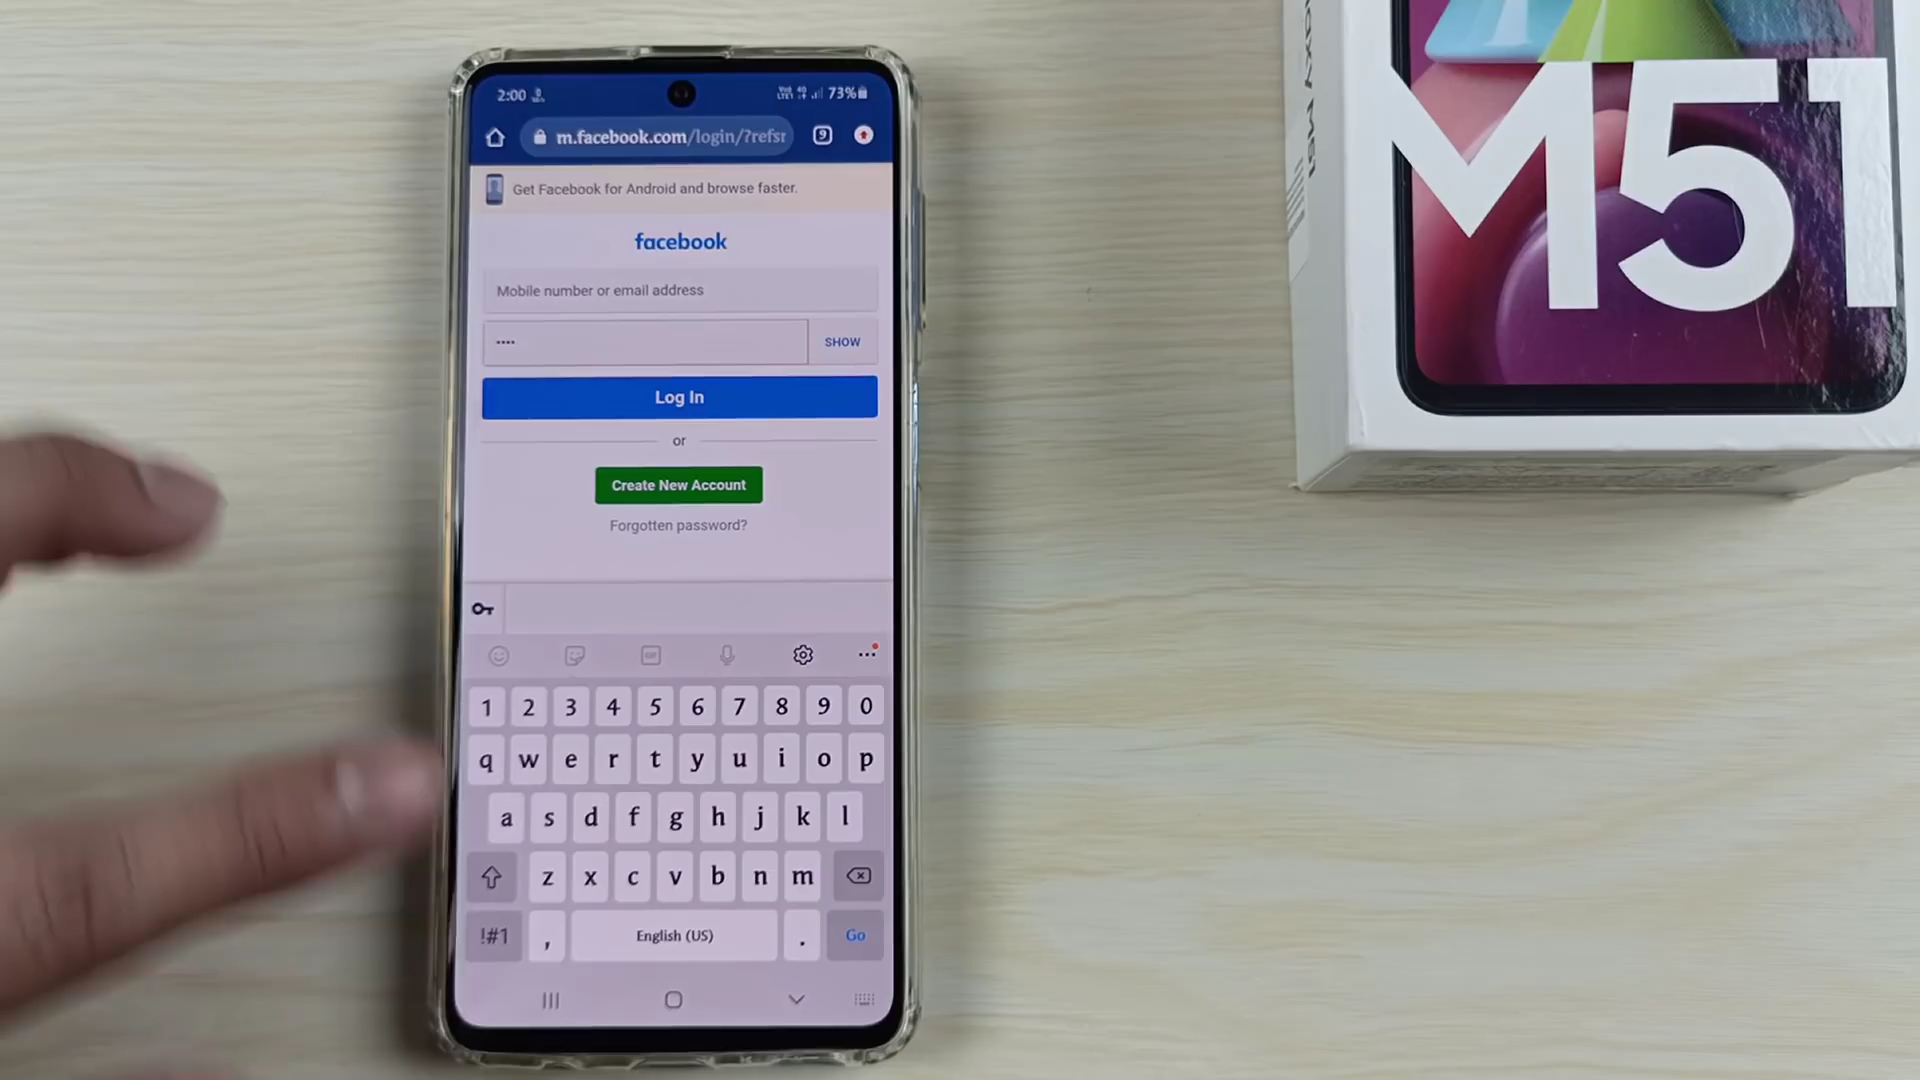 2:00
73%
m.facebook.com/login/?refsr
9
Get Facebook for Android and browse faster.
facebook
Mobile number or email address
••••
SHOW
Log In
or
Create New Account
Forgotten password?
GIF
1 2 3 4 5 6 7 8 9 0
q w e r t y u i o p
a s d f g h j k l
z x c v b n m
!#1 , English (US) . Go
M51